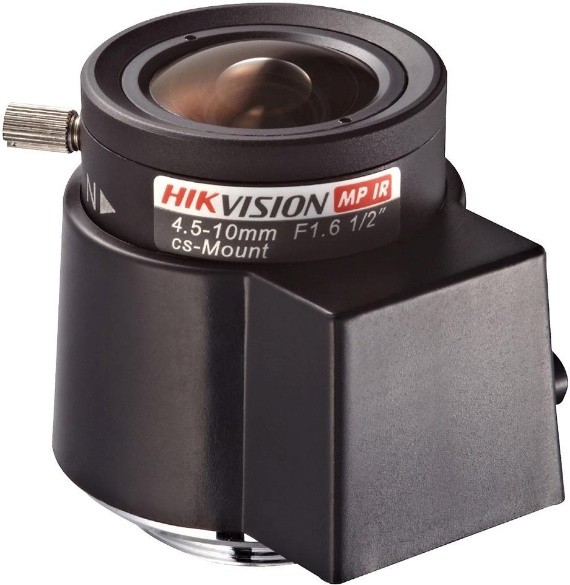 HIKVISION MP IR
4.5-10mm F1.6 1/2"
cs-Mount
N